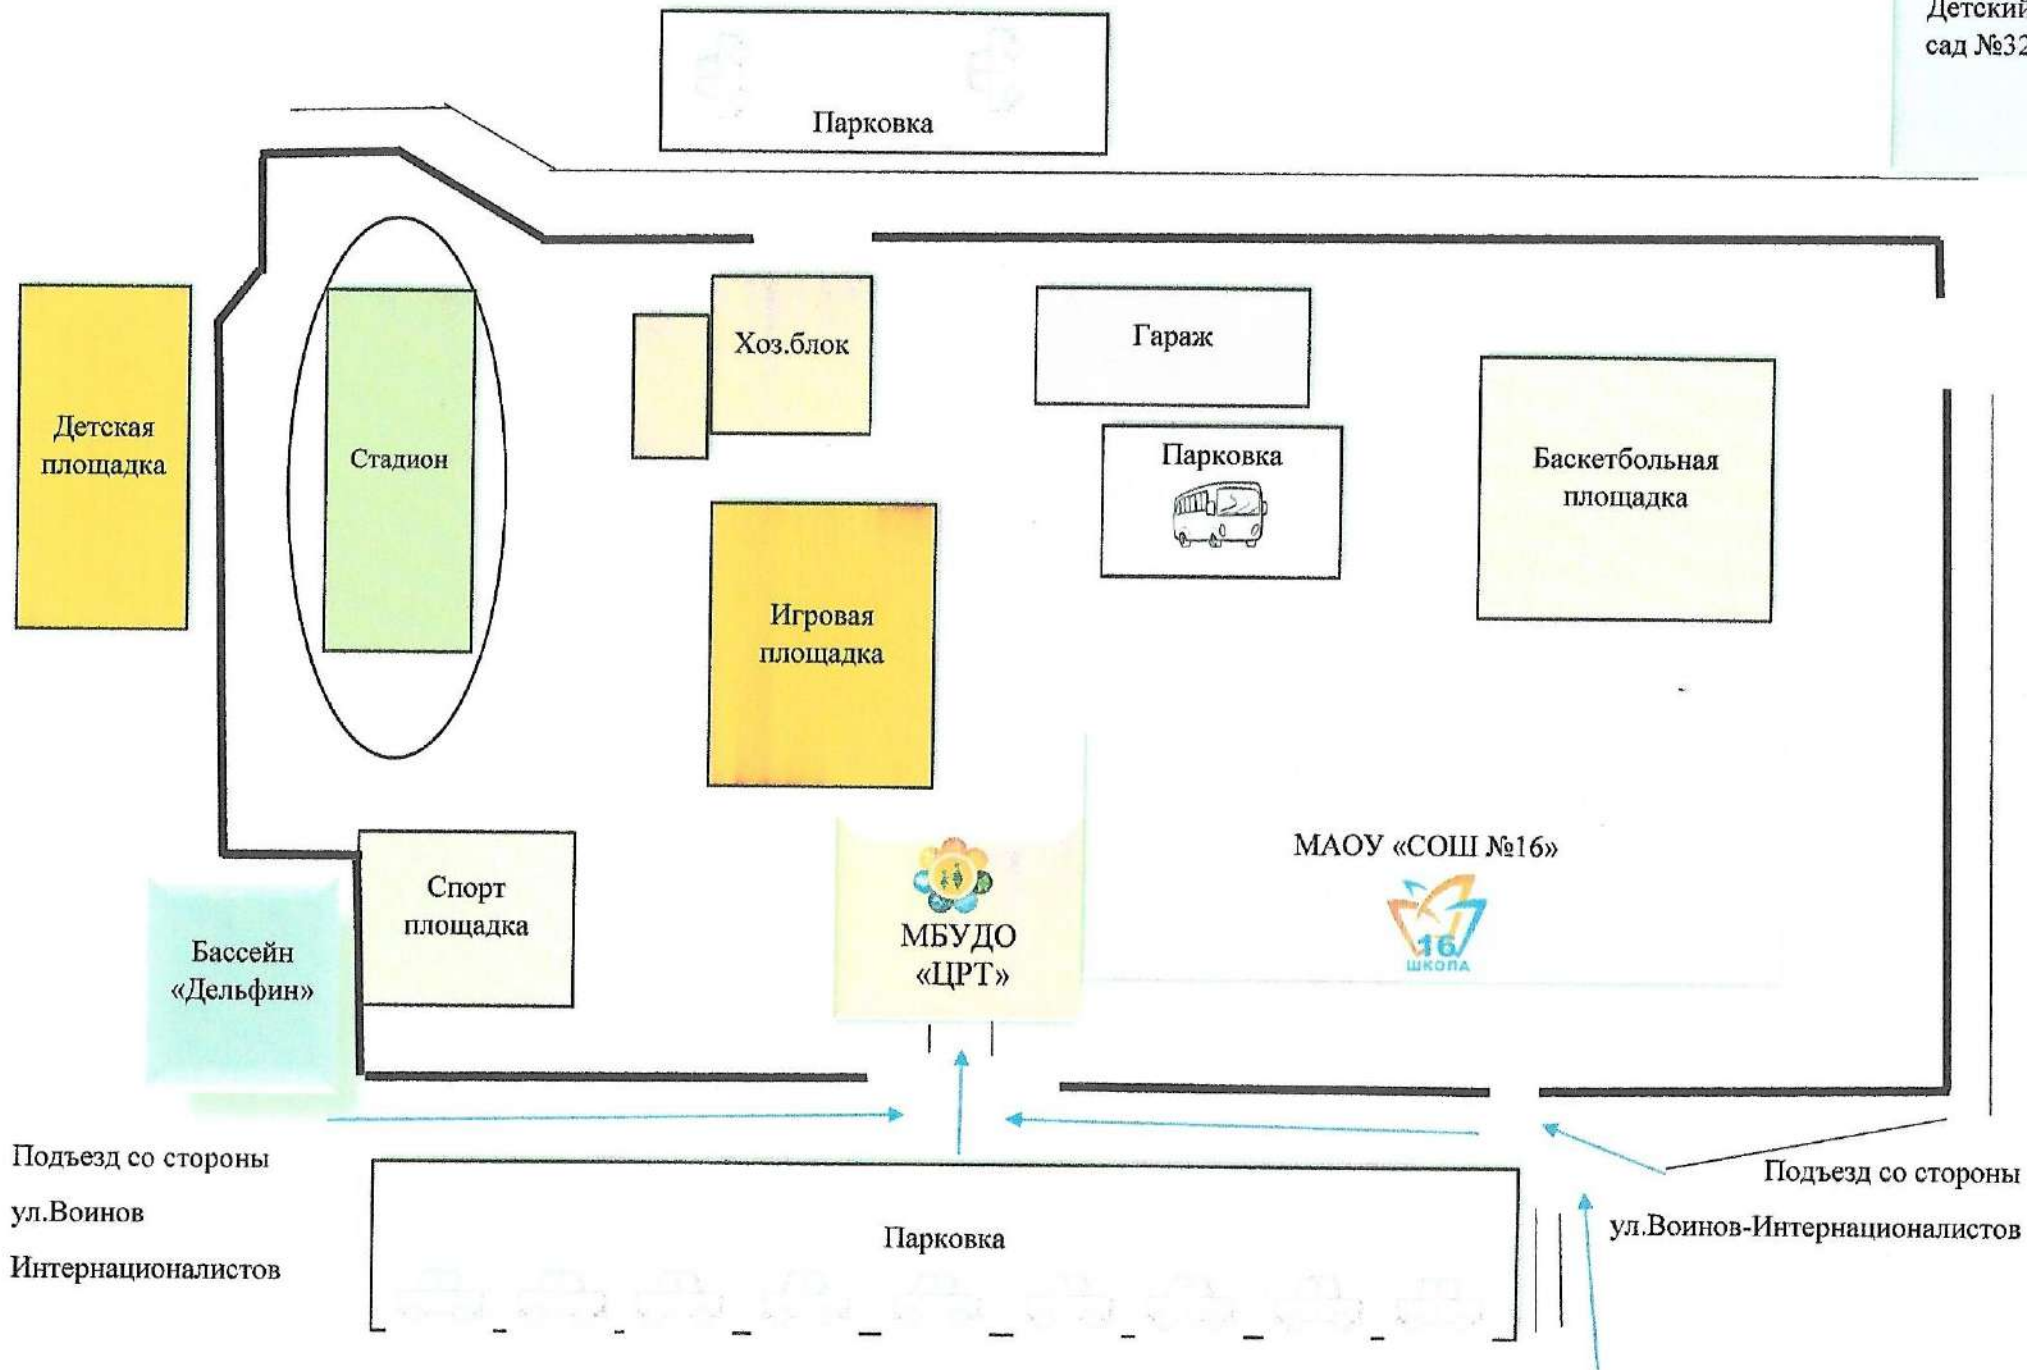 Детский
сад №32
Парковка
Хоз.блок
Гараж
Детская
площадка
Стадион
Парковка
Баскетбольная
площадка
Игровая
площадка
МАОУ «СОШ №16»
16
ШКОЛА
Спорт
площадка
МБУДО
«ЦРТ»
Бассейн
«Дельфин»
Подъезд со стороны
ул.Воинов
Интернационалистов
Парковка
Подъезд со стороны
ул.Воинов-Интернационалистов